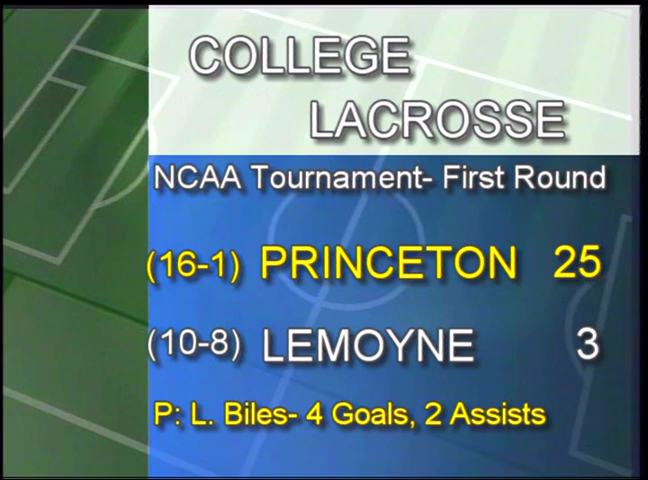 COLLEGE
LACROSSE
NCAA Tournament- First Round
(16-1) PRINCETON 25
(10-8) LEMOYNE 3
P: L. Biles- 4 Goals, 2 Assists